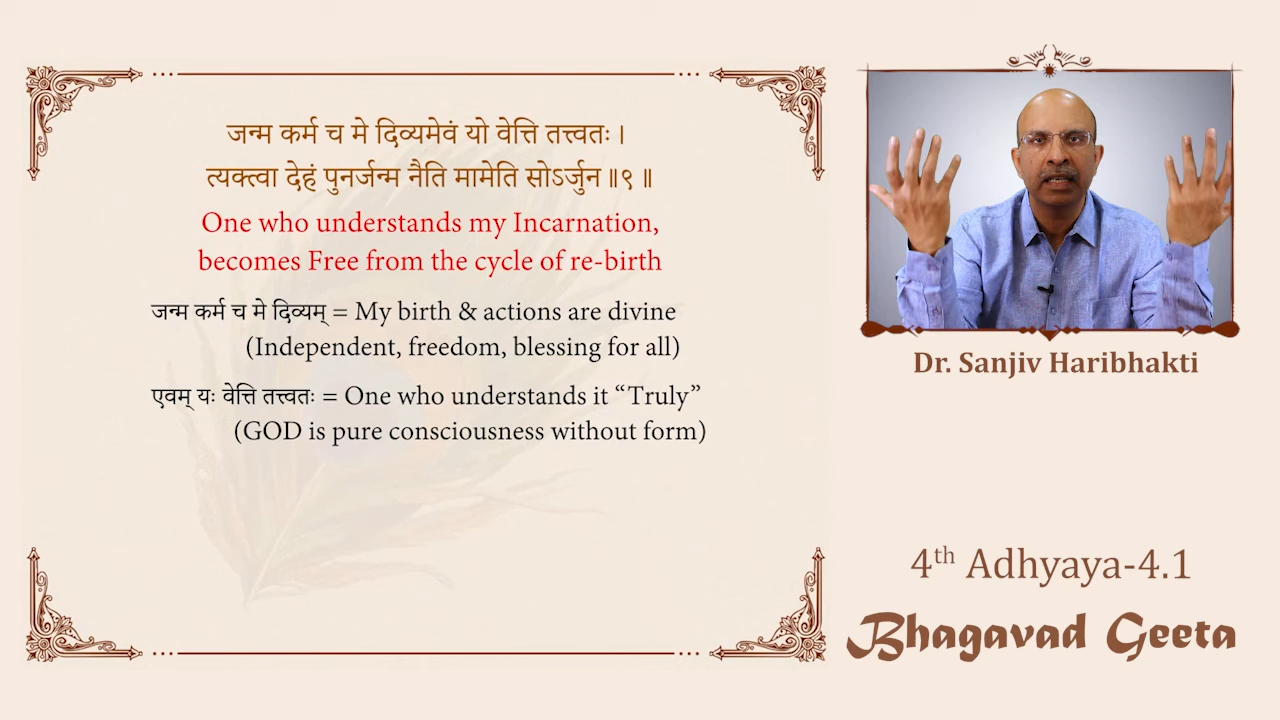 जन्म कर्म च मे दिव्यमेवं यो वेत्ति तत्त्वतः ।
त्यक्त्वा देहं पुनर्जन्म नैति मामेति सोऽर्जुन ॥९॥
One who understands my Incarnation,
becomes Free from the cycle of re-birth
जन्म कर्म च मे दिव्यम् = My birth & actions are divine
(Independent, freedom, blessing for all)
एवम् यः वेत्ति तत्त्वतः = One who understands it “Truly”
(GOD is pure consciousness without form)
Dr. Sanjiv Haribhakti
4th Adhyaya-4.1
Bhagavad Geeta